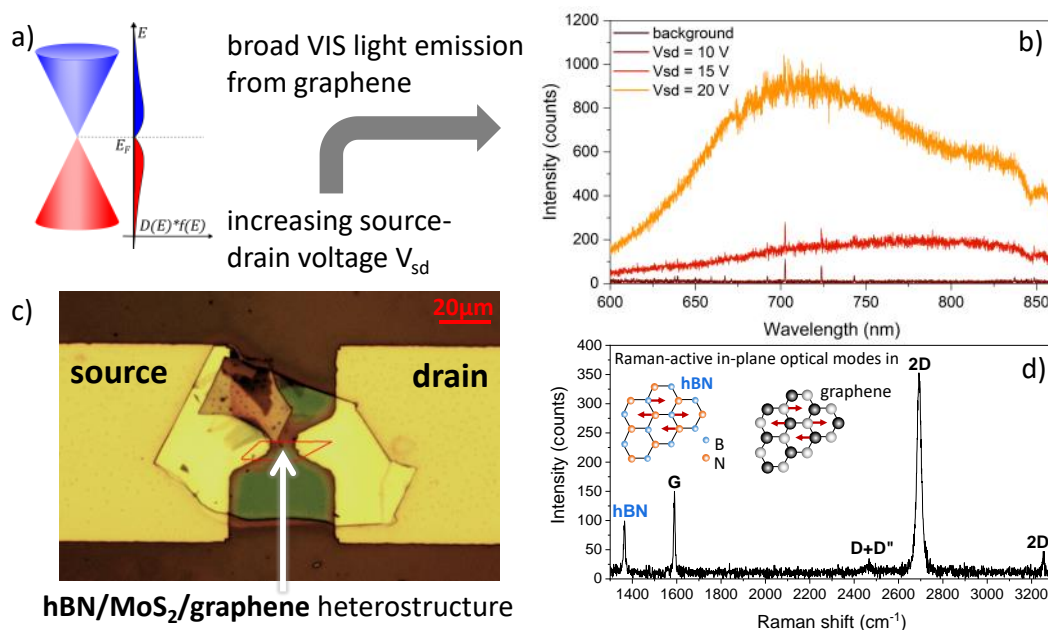 a)
E
E_F
D(E)*f(E)
broad VIS light emission
from graphene
increasing source-
drain voltage V_sd
b)
1200
1000
800
600
400
200
0
Intensity (counts)
background
Vsd = 10 V
Vsd = 15 V
Vsd = 20 V
600
650
700
750
800
850
Wavelength (nm)
c)
20µm
source
drain
hBN/MoS₂/graphene heterostructure
d)
400
350
300
250
200
150
100
50
0
Intensity (counts)
Raman-active in-plane optical modes in
hBN
graphene
B
N
hBN
G
D+D"
2D
2D
1400
1600
1800
2000
2200
2400
2600
2800
3000
3200
Raman shift (cm⁻¹)